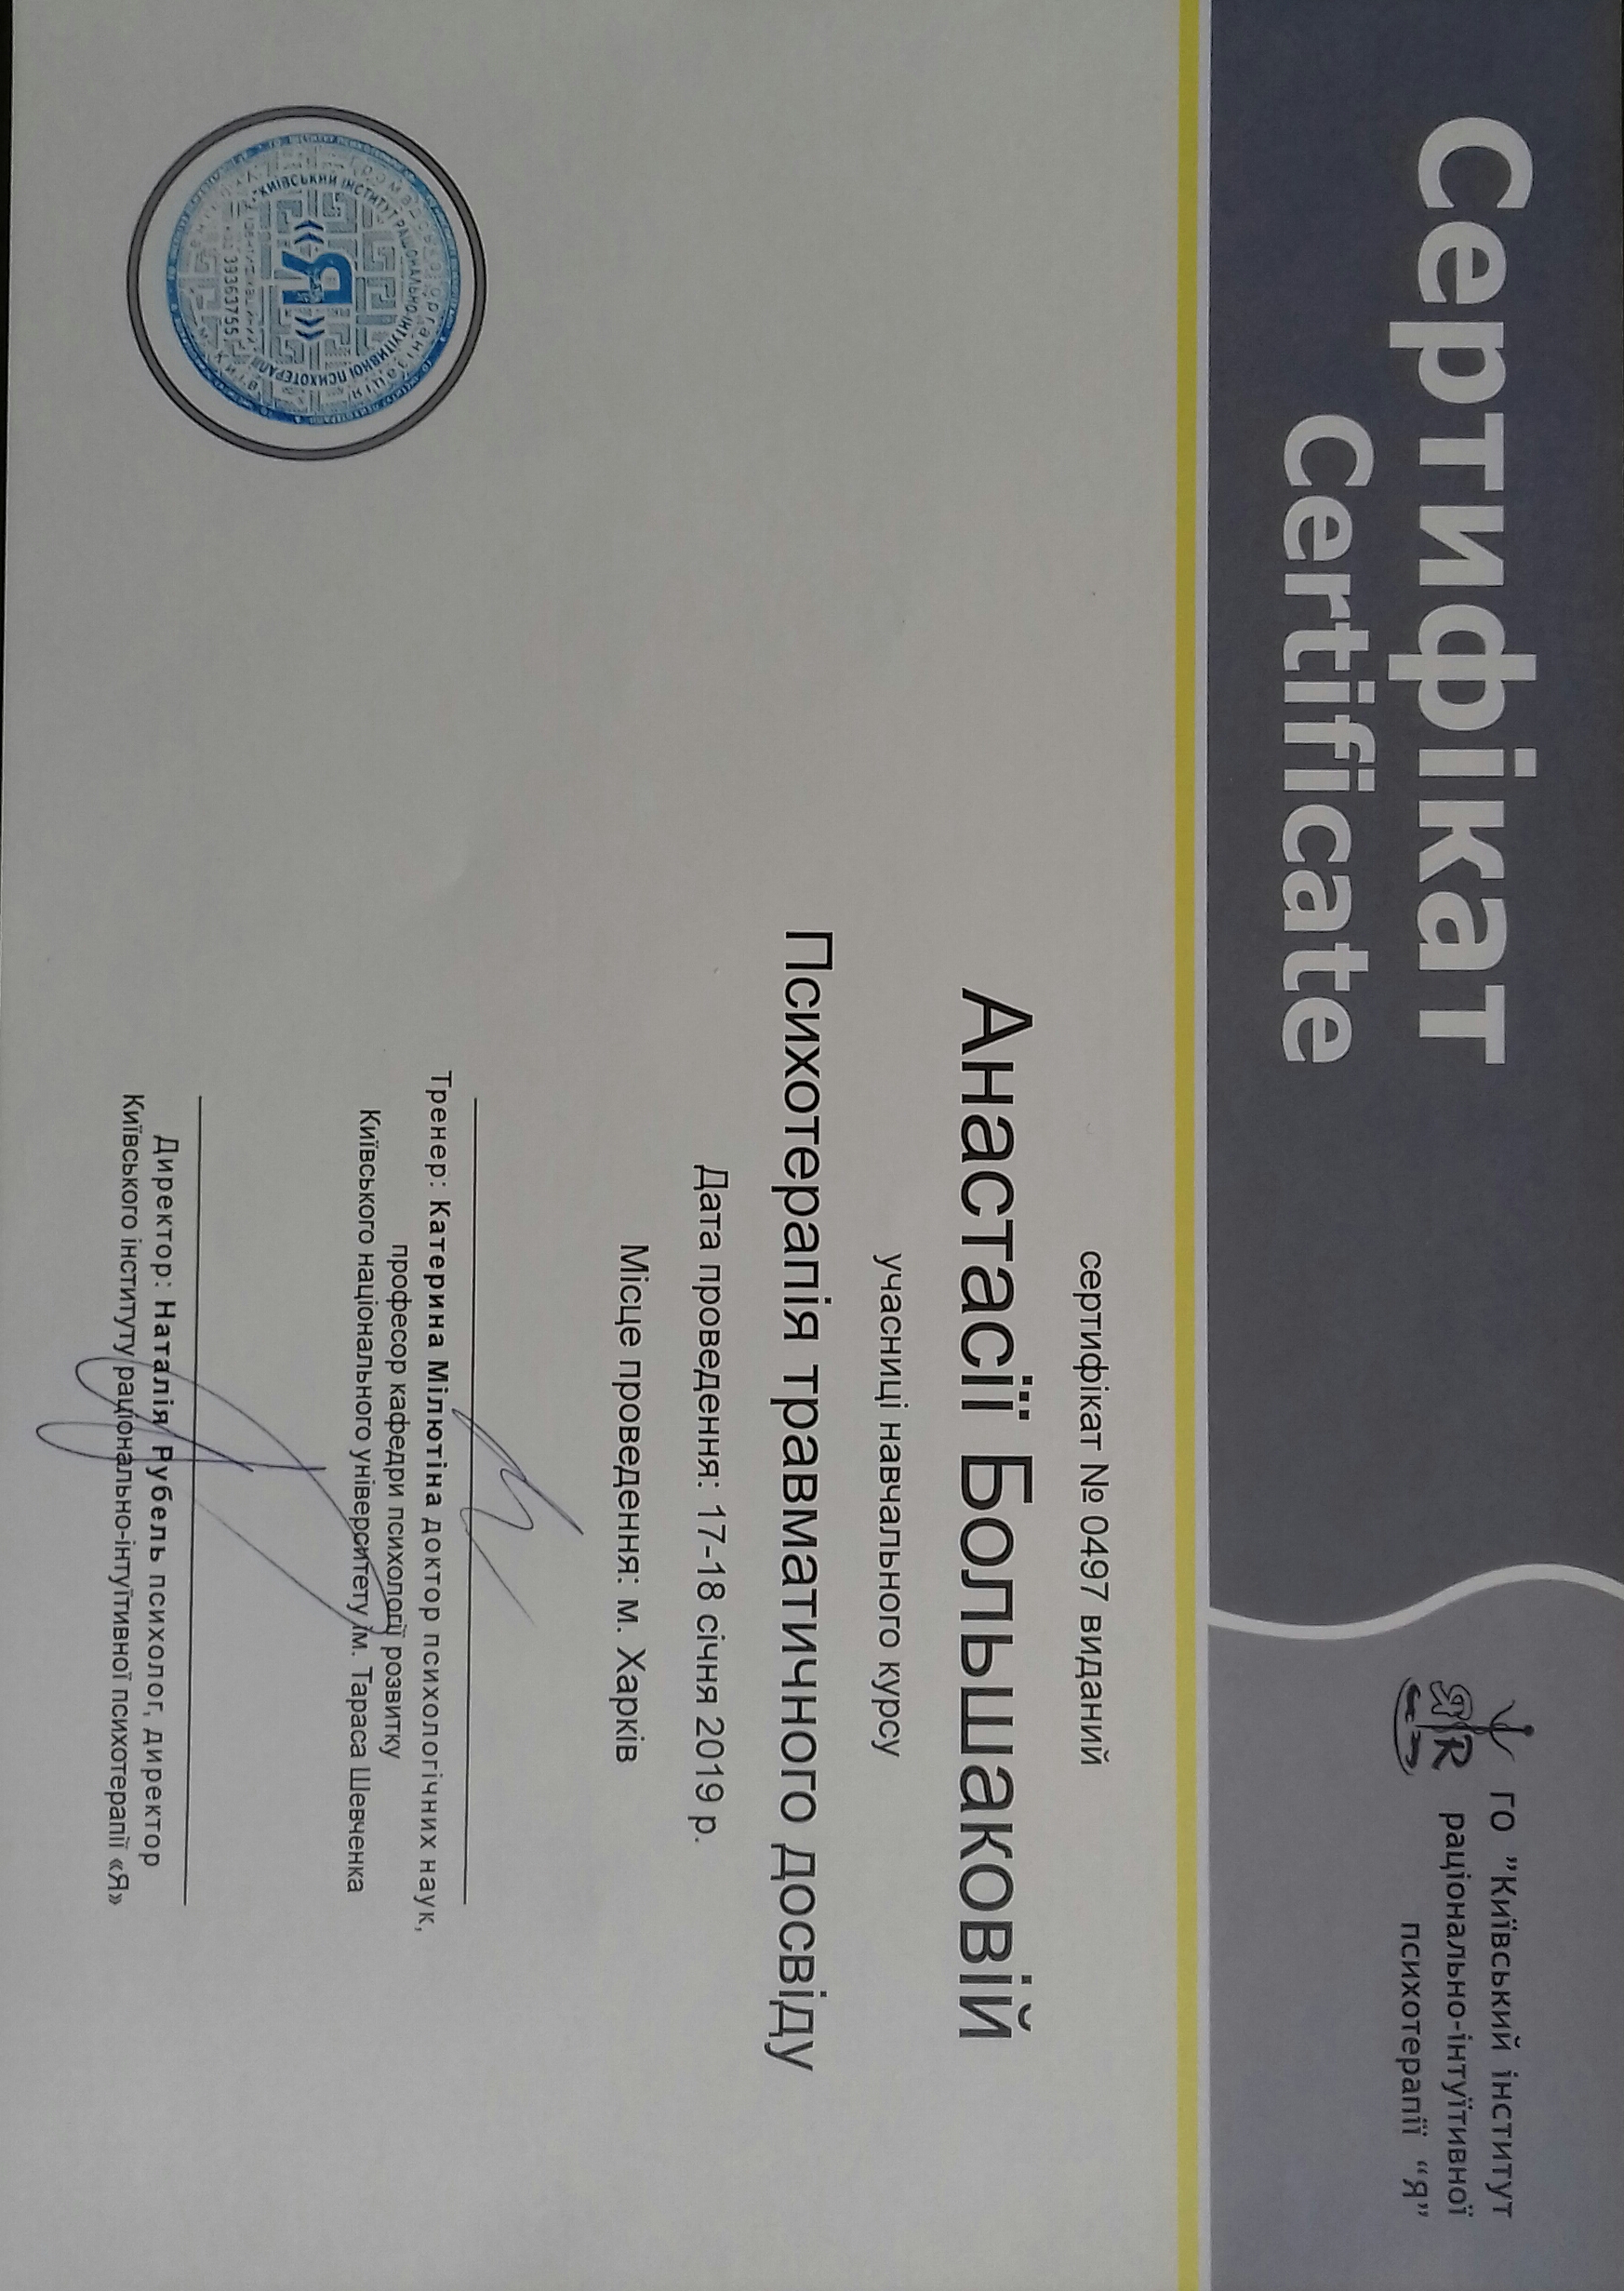 Сертифікат
Certificate
ГО ”Київський інститут
раціонально-інтуїтивної
психотерапії “Я”
ЯR
сертифікат № 0497 виданий
Анастасії Большаковій
учасниці навчального курсу
Психотерапія травматичного досвіду
Дата проведення: 17-18 січня 2019 р.
Місце проведення: м. Харків
Тренер: Катерина Мілютіна доктор психологічних наук,
професор кафедри психології розвитку
Київського національного університету ім. Тараса Шевченка
Директор: Наталія Рубель психолог, директор
Київського інституту раціонально-інтуїтивної психотерапії «Я»
Громадська організація
"КИЇВСЬКИЙ ІНСТИТУТ РАЦІОНАЛЬНО-ІНТУЇТИВНОЇ ПСИХОТЕРАПІЇ
«Я»
Ідентифікаційний
код 39363755